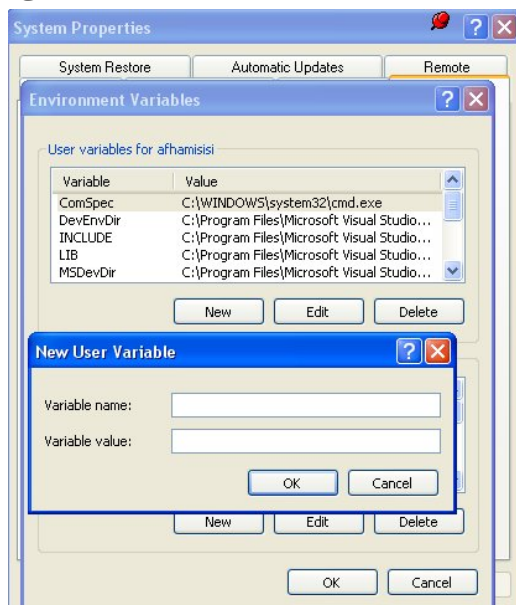 System Properties
System Restore Automatic Updates Remote
Environment Variables
User variables for afhamisisi
Variable Value
ComSpec C:\WINDOWS\system32\cmd.exe
DevEnvDir C:\Program Files\Microsoft Visual Studio...
INCLUDE C:\Program Files\Microsoft Visual Studio...
LIB C:\Program Files\Microsoft Visual Studio...
MSDevDir C:\Program Files\Microsoft Visual Studio...
New Edit Delete
New User Variable
Variable name:
Variable value:
OK Cancel
New Edit Delete
OK Cancel